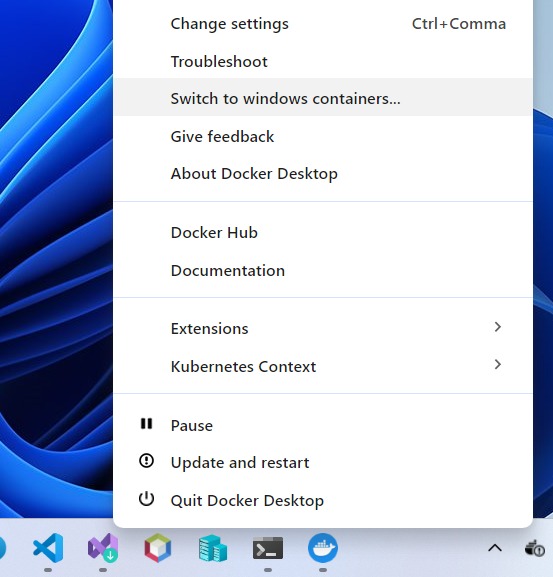 Change settings Ctrl+Comma
Troubleshoot
Switch to windows containers...
Give feedback
About Docker Desktop
Docker Hub
Documentation
Extensions
Kubernetes Context
Pause
Update and restart
Quit Docker Desktop